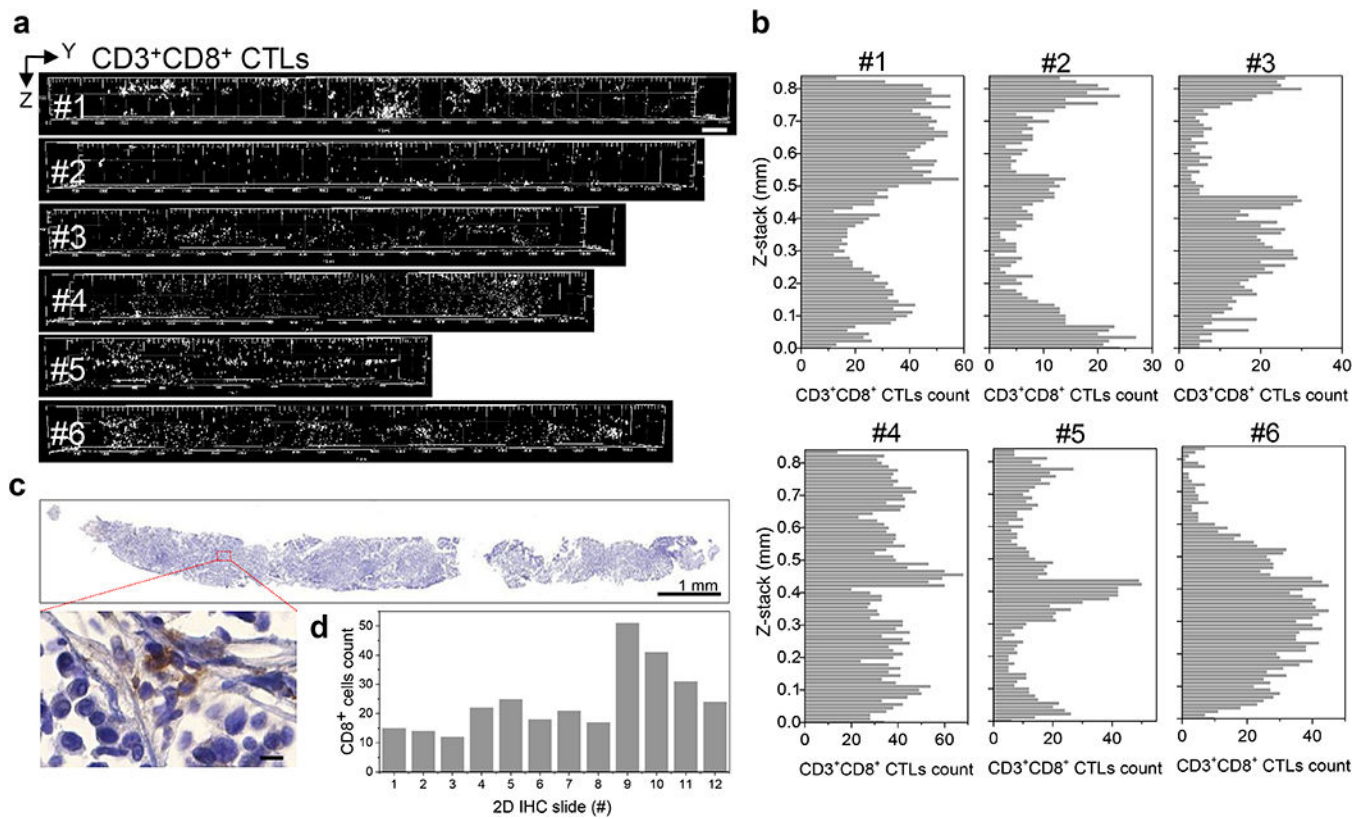 a
Y
Z
CD3⁺CD8⁺ CTLs
#1
#2
#3
#4
#5
#6
b
#1
#2
#3
Z-stack (mm)
0.8
0.7
0.6
0.5
0.4
0.3
0.2
0.1
0.0
0 20 40 60
0 10 20 30
0 20 40
CD3⁺CD8⁺ CTLs count
CD3⁺CD8⁺ CTLs count
CD3⁺CD8⁺ CTLs count
#4
#5
#6
Z-stack (mm)
0.8
0.7
0.6
0.5
0.4
0.3
0.2
0.1
0.0
0 20 40 60
0 20 40
0 20 40
CD3⁺CD8⁺ CTLs count
CD3⁺CD8⁺ CTLs count
CD3⁺CD8⁺ CTLs count
c
1 mm
d
CD8⁺ cells count
50
40
30
20
10
0
1 2 3 4 5 6 7 8 9 10 11 12
2D IHC slide (#)